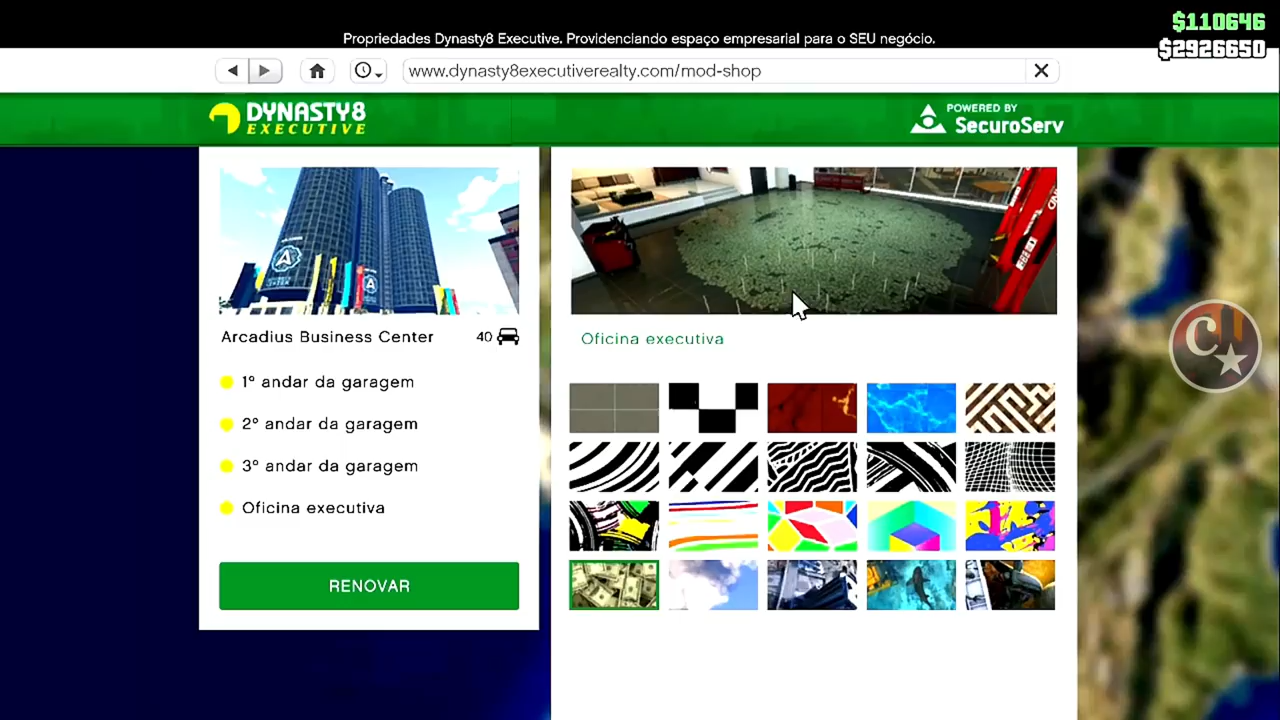 $110646
$2926650
Propriedades Dynasty8 Executive. Providenciando espaço empresarial para o SEU negócio.
www.dynasty8executiverealty.com/mod-shop
DYNASTY8
EXECUTIVE
POWERED BY
SecuroServ
Arcadius Business Center
40
1º andar da garagem
2º andar da garagem
3º andar da garagem
Oficina executiva
RENOVAR
Oficina executiva